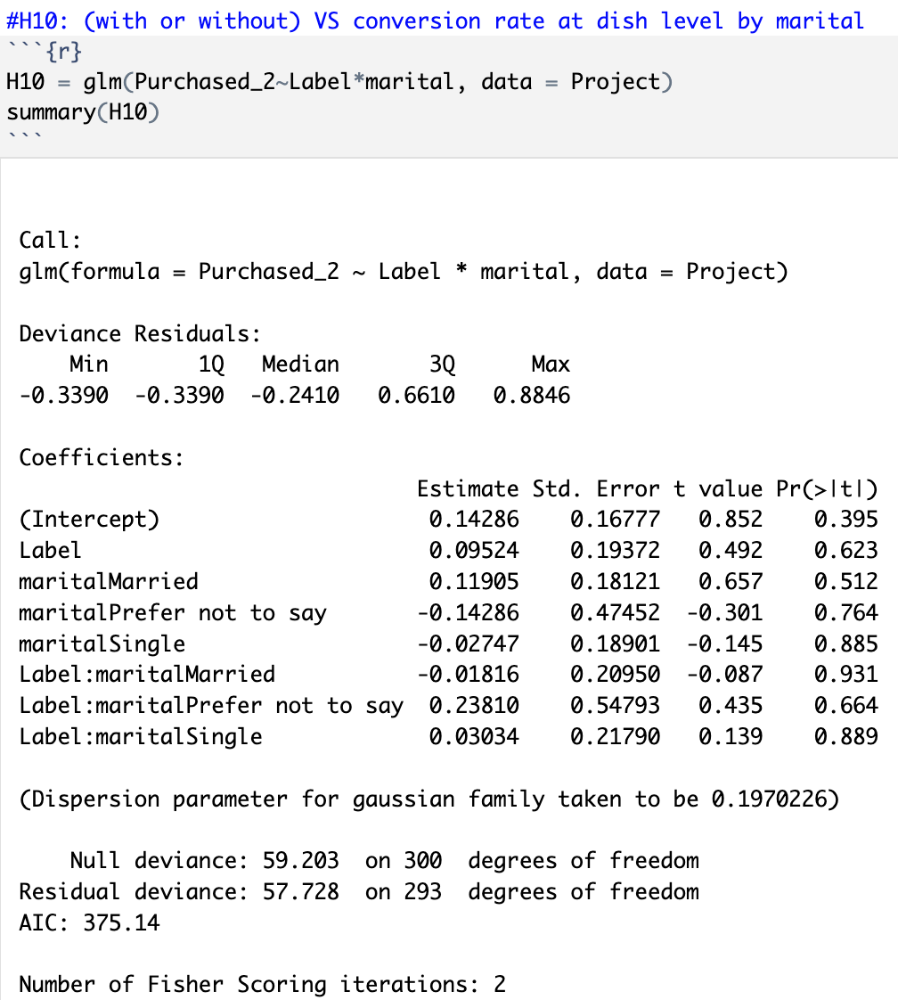 #H10: (with or without) VS conversion rate at dish level by marital
```{r}
H10 = glm(Purchased_2~Label*marital, data = Project)
summary(H10)
```
Call:
glm(formula = Purchased_2 ~ Label * marital, data = Project)
Deviance Residuals:
Min 1Q Median 3Q Max
-0.3390 -0.3390 -0.2410 0.6610 0.8846
Coefficients:
Estimate Std. Error t value Pr(>|t|)
(Intercept) 0.14286 0.16777 0.852 0.395
Label 0.09524 0.19372 0.492 0.623
maritalMarried 0.11905 0.18121 0.657 0.512
maritalPrefer not to say -0.14286 0.47452 -0.301 0.764
maritalSingle -0.02747 0.18901 -0.145 0.885
Label:maritalMarried -0.01816 0.20950 -0.087 0.931
Label:maritalPrefer not to say 0.23810 0.54793 0.435 0.664
Label:maritalSingle 0.03034 0.21790 0.139 0.889
(Dispersion parameter for gaussian family taken to be 0.1970226)
Null deviance: 59.203 on 300 degrees of freedom
Residual deviance: 57.728 on 293 degrees of freedom
AIC: 375.14
Number of Fisher Scoring iterations: 2